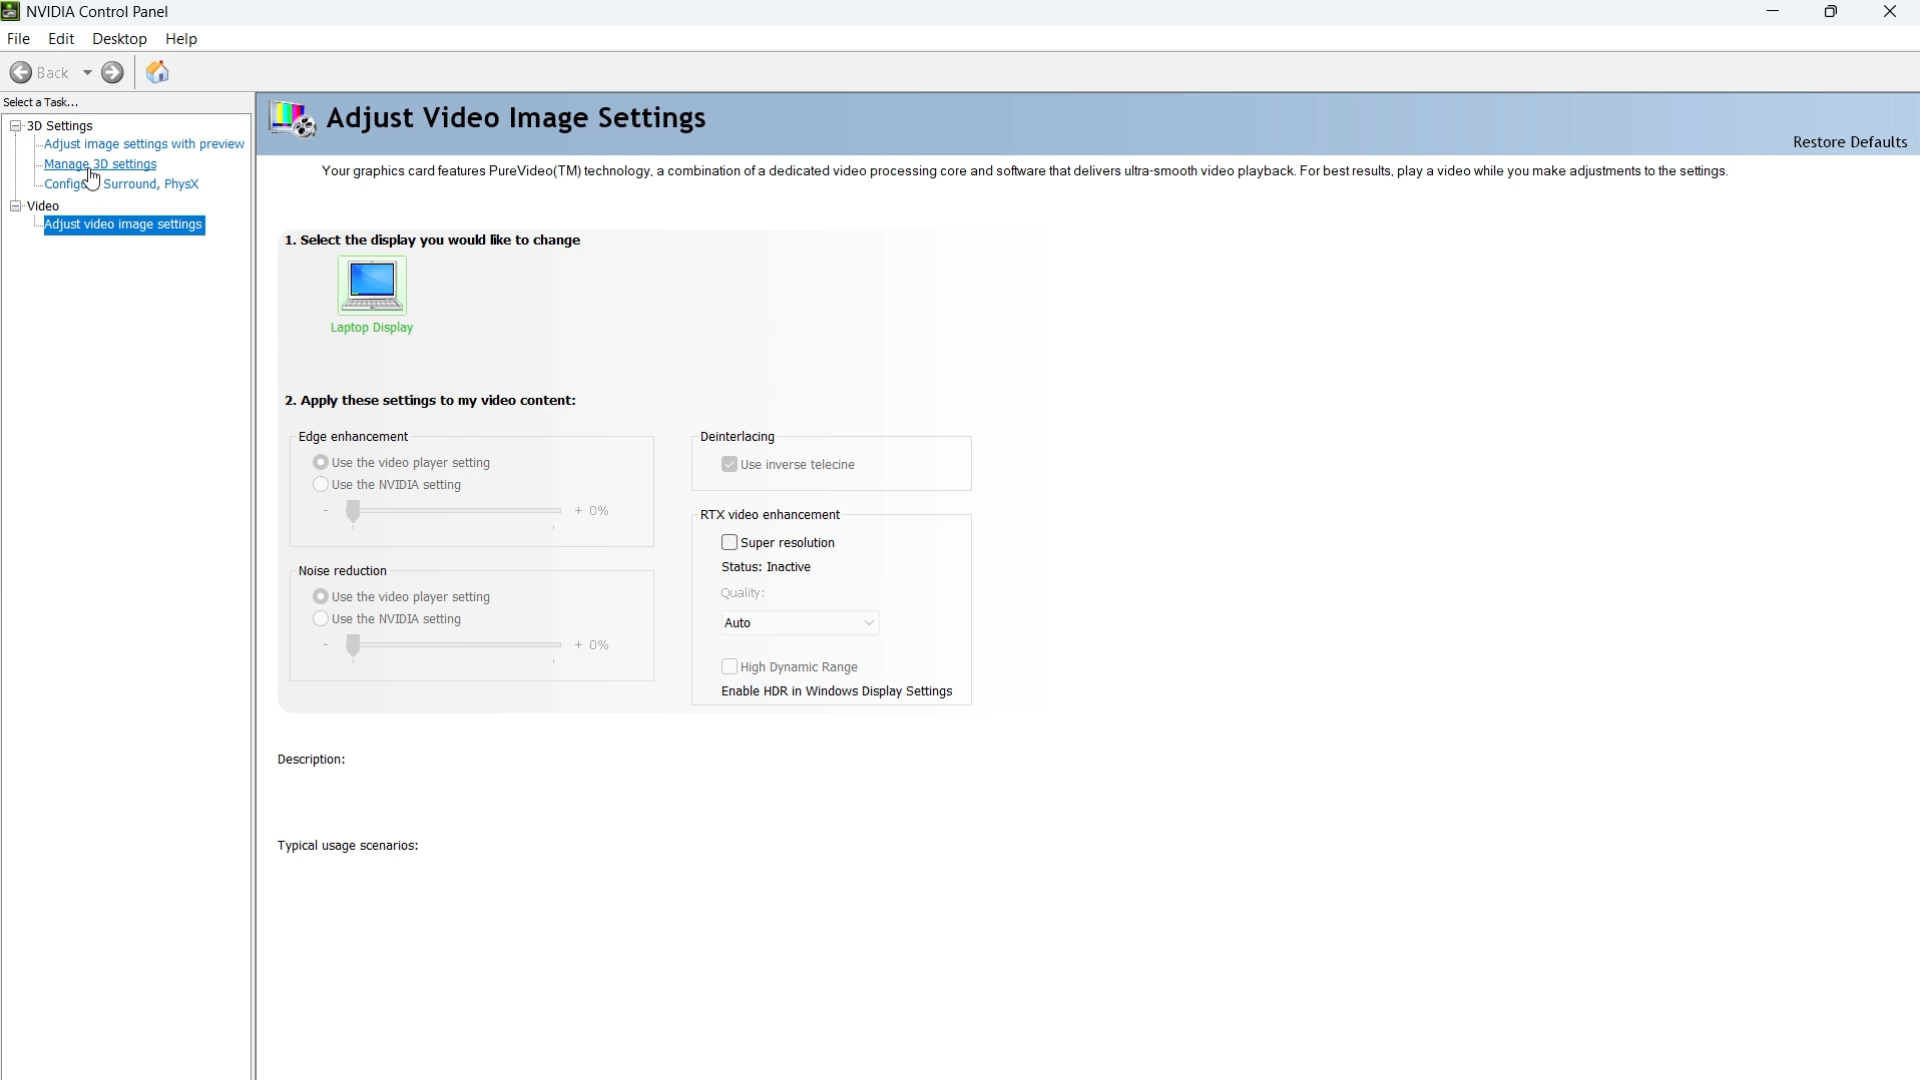 NVIDIA Control Panel
File Edit Desktop Help
Back
Select a Task...
3D Settings
Adjust image settings with preview
Manage 3D settings
Surround, PhysX
Video
Adjust video image settings
Adjust Video Image Settings
Restore Defaults
Your graphics card features PureVideo(TM) technology, a combination of a dedicated video processing core and software that delivers ultra-smooth video playback. For best results, play a video while you make adjustments to the settings.
1. Select the display you would like to change
Laptop Display
2. Apply these settings to my video content:
Edge enhancement
Use the video player setting
Use the NVIDIA setting
- + 0%
Noise reduction
Use the video player setting
Use the NVIDIA setting
- + 0%
Deinterlacing
Use inverse telecine
RTX video enhancement
Super resolution
Status: Inactive
Quality:
Auto
High Dynamic Range
Enable HDR in Windows Display Settings
Description:
Typical usage scenarios: